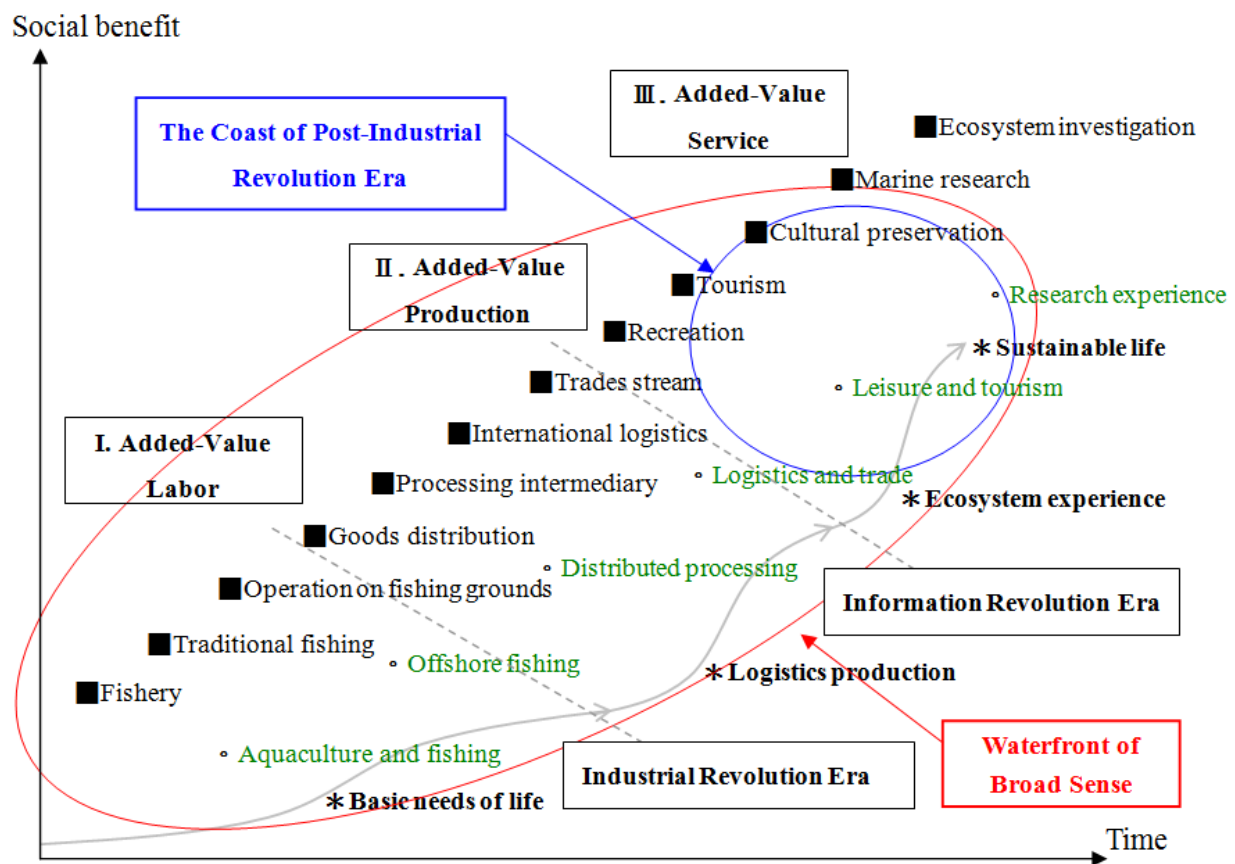 Social benefit
Ⅲ. Added-Value
Service
The Coast of Post-Industrial
Revolution Era
■Ecosystem investigation
■Marine research
■Cultural preservation
Ⅱ. Added-Value
Production
■Tourism
∘ Research experience
■Recreation
＊Sustainable life
■Trades stream
∘ Leisure and tourism
I. Added-Value
Labor
■International logistics
■Processing intermediary
∘ Logistics and trade
＊Ecosystem experience
■Goods distribution
∘ Distributed processing
■Operation on fishing grounds
Information Revolution Era
■Traditional fishing
∘ Offshore fishing
＊Logistics production
■Fishery
Waterfront of
Broad Sense
∘ Aquaculture and fishing
Industrial Revolution Era
＊Basic needs of life
Time